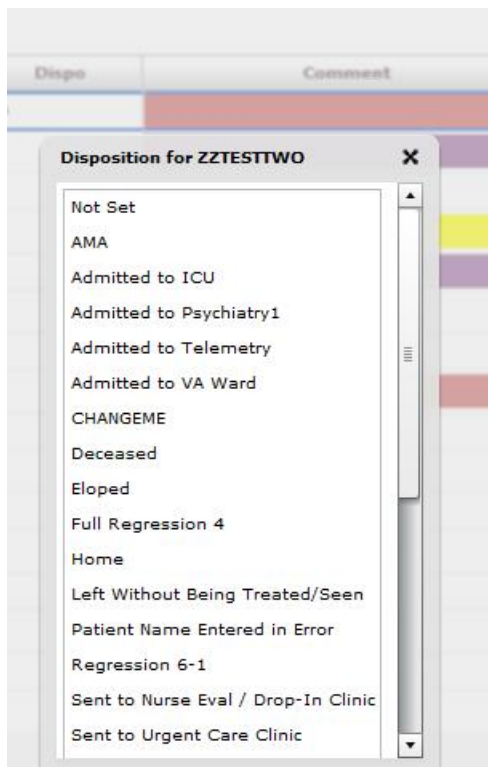 Dispo
Comment
Disposition for ZZTESTTWO
Not Set
AMA
Admitted to ICU
Admitted to Psychiatry1
Admitted to Telemetry
Admitted to VA Ward
CHANGEME
Deceased
Eloped
Full Regression 4
Home
Left Without Being Treated/Seen
Patient Name Entered in Error
Regression 6-1
Sent to Nurse Eval / Drop-In Clinic
Sent to Urgent Care Clinic